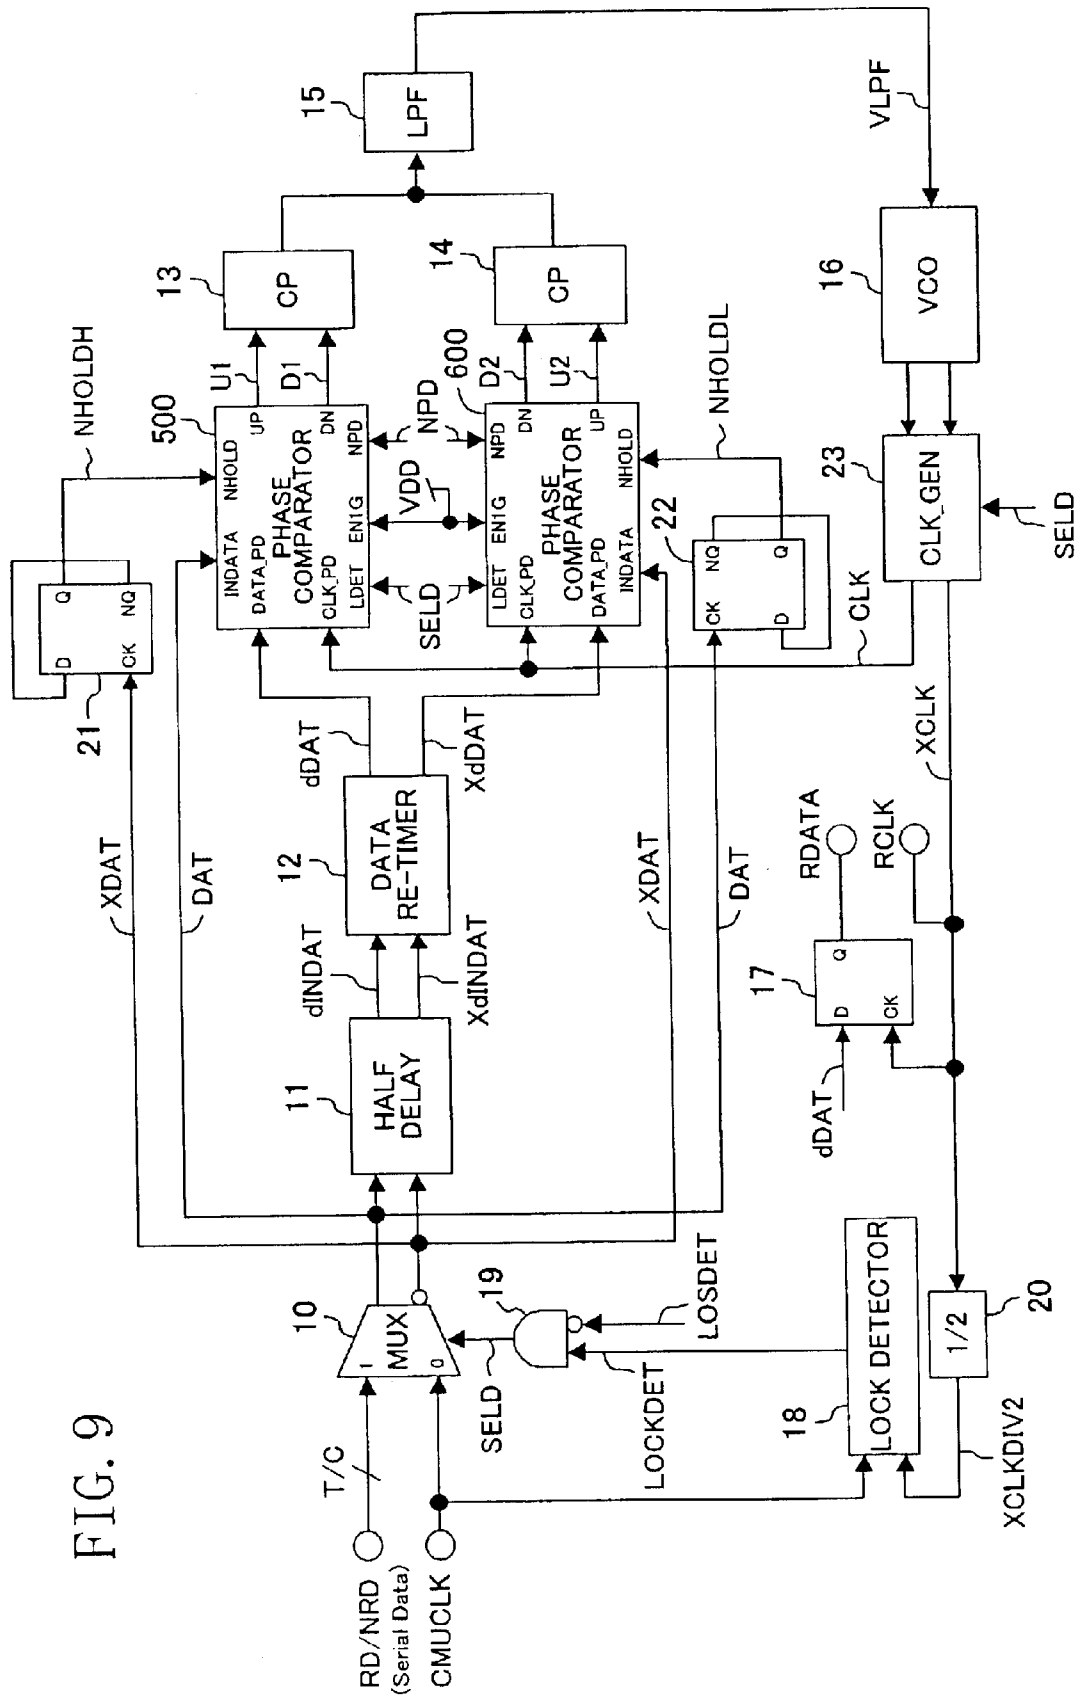 FIG. 9
RD/NRD
(Serial Data)
CMUCLK
T/C
10
MUX
1
0
SELD
19
LOCKDET
LOSDET
18
LOCK DETECTOR
XCLKDIV2
1/2
20
11
HALF
DELAY
dINDAT
XdINDAT
12
DATA
RE-TIMER
dDAT
XdDAT
XDAT
DAT
XDAT
DAT
21
D
Q
CK
NQ
NHOLDH
500
INDATA
NHOLD
DATA_PD
UP
PHASE
COMPARATOR
CLK_PD
DN
LDET
EN1G
NPD
SELD
VDD
NPD
600
LDET
EN1G
NPD
CLK_PD
DN
PHASE
COMPARATOR
DATA_PD
UP
INDATA
NHOLD
22
CK
NQ
D
Q
NHOLDL
U1
D1
D2
U2
13
CP
14
CP
15
LPF
VLPF
16
VCO
23
CLK_GEN
SELD
CLK
XCLK
RDATA
RCLK
17
D
Q
CK
dDAT